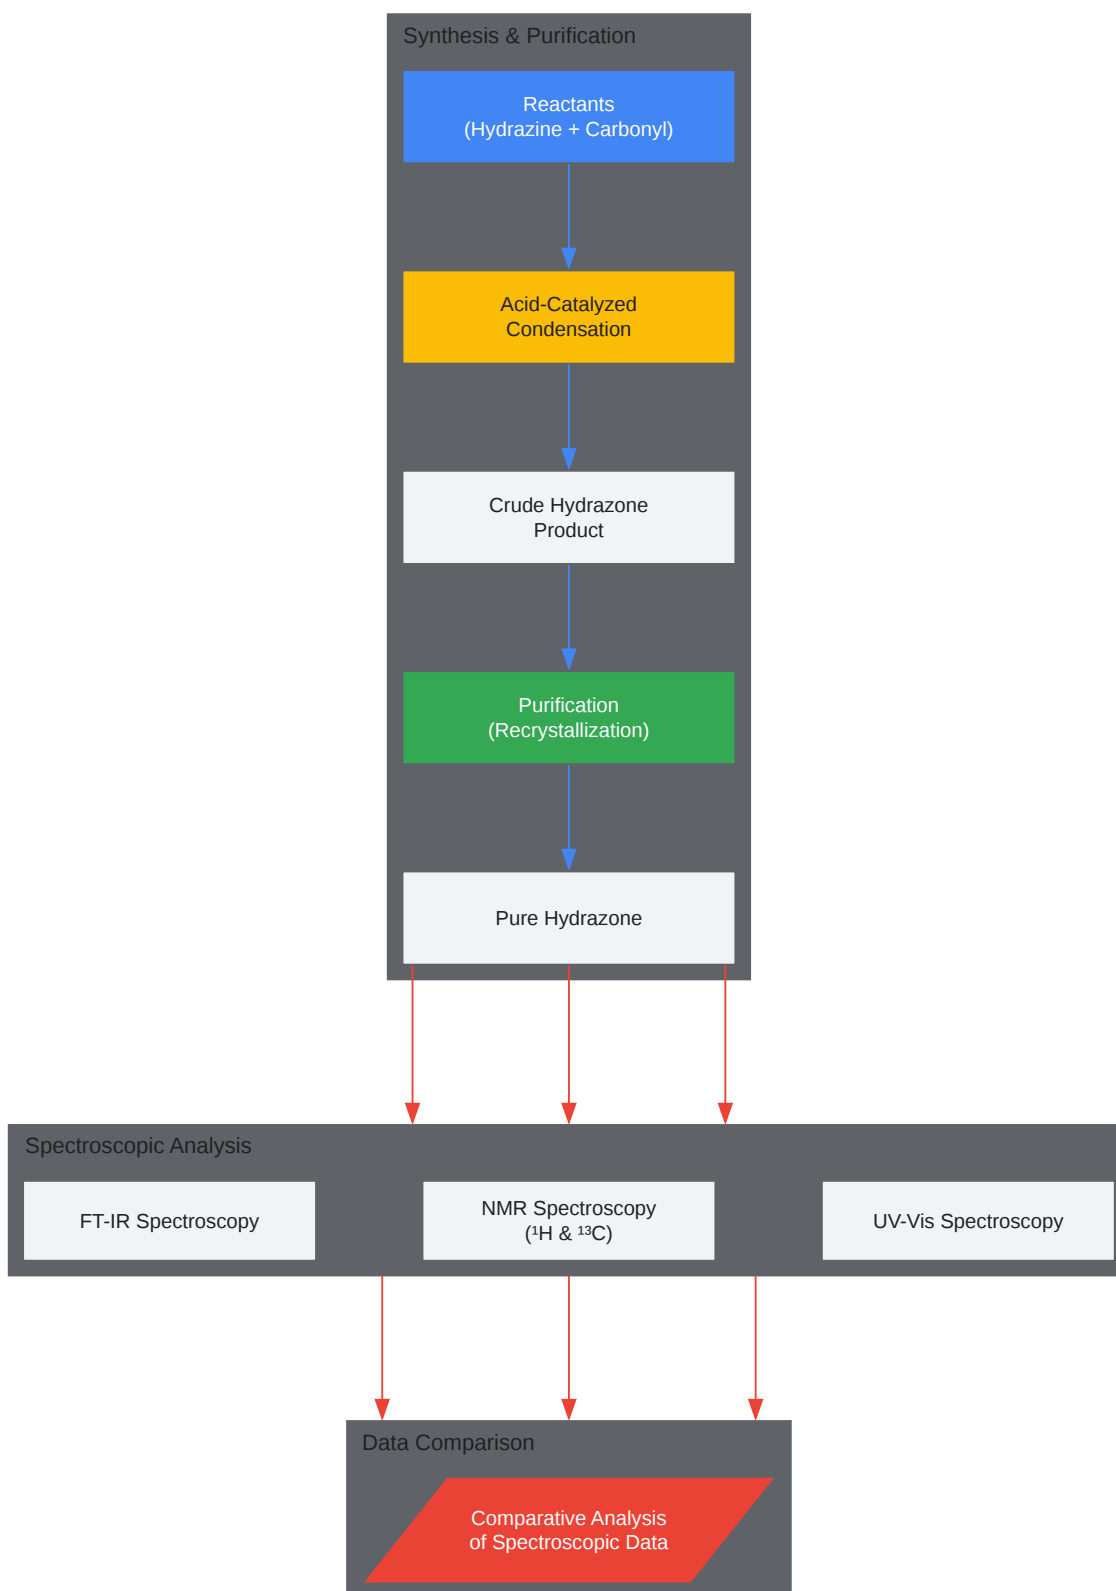 Synthesis & Purification
Reactants
(Hydrazine + Carbonyl)
Acid-Catalyzed
Condensation
Crude Hydrazone
Product
Purification
(Recrystallization)
Pure Hydrazone
Spectroscopic Analysis
FT-IR Spectroscopy
NMR Spectroscopy
(¹H & ¹³C)
UV-Vis Spectroscopy
Data Comparison
Comparative Analysis
of Spectroscopic Data